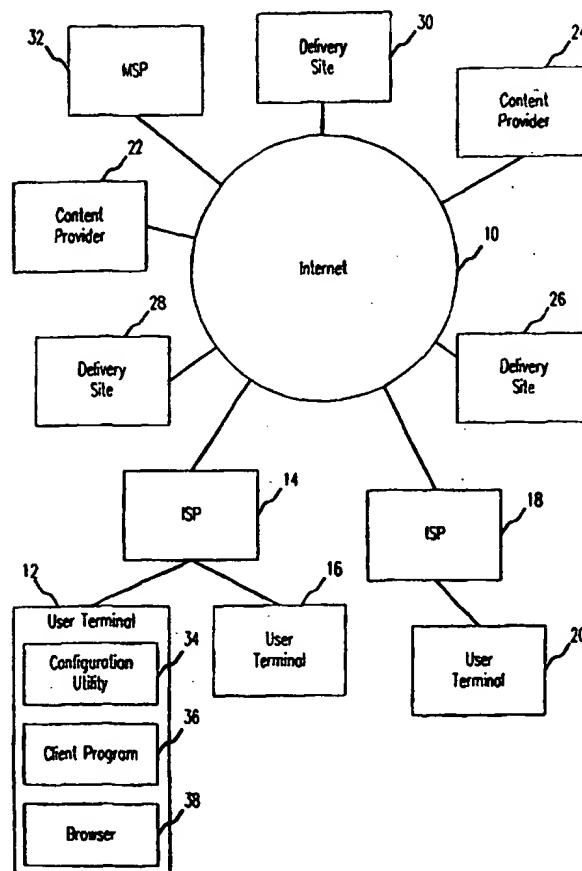 32
MSP
30
Delivery
Site
24
Content
Provider
22
Content
Provider
10
Internet
28
Delivery
Site
26
Delivery
Site
14
ISP
18
ISP
12
User Terminal
34
Configuration
Utility
36
Client Program
38
Browser
16
User
Terminal
20
User
Terminal